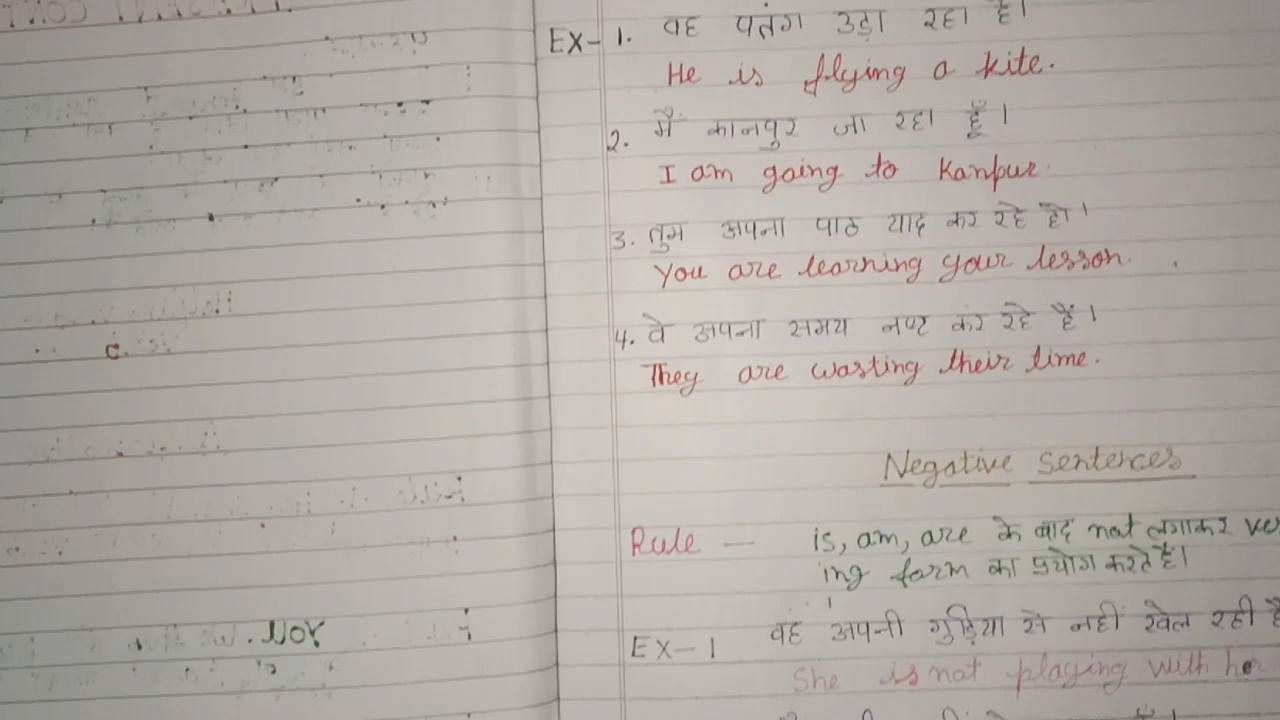 EX- 1. वह पतंग उड़ा रहा है।
He is flying a kite.
2. मैं कानपुर जा रहा हूँ।
I am going to Kanpur.
3. तुम अपना पाठ याद कर रहे हो।
You are learning your lesson.
4. वे अपना समय नष्ट कर रहे हैं।
They are wasting their time.
Negative Sentences
Rule — is, am, are के बाद not लगाकर
ing form का प्रयोग करते है।
EX-1 वह अपनी गुड़िया से नहीं खेल रही है
She is not playing with her